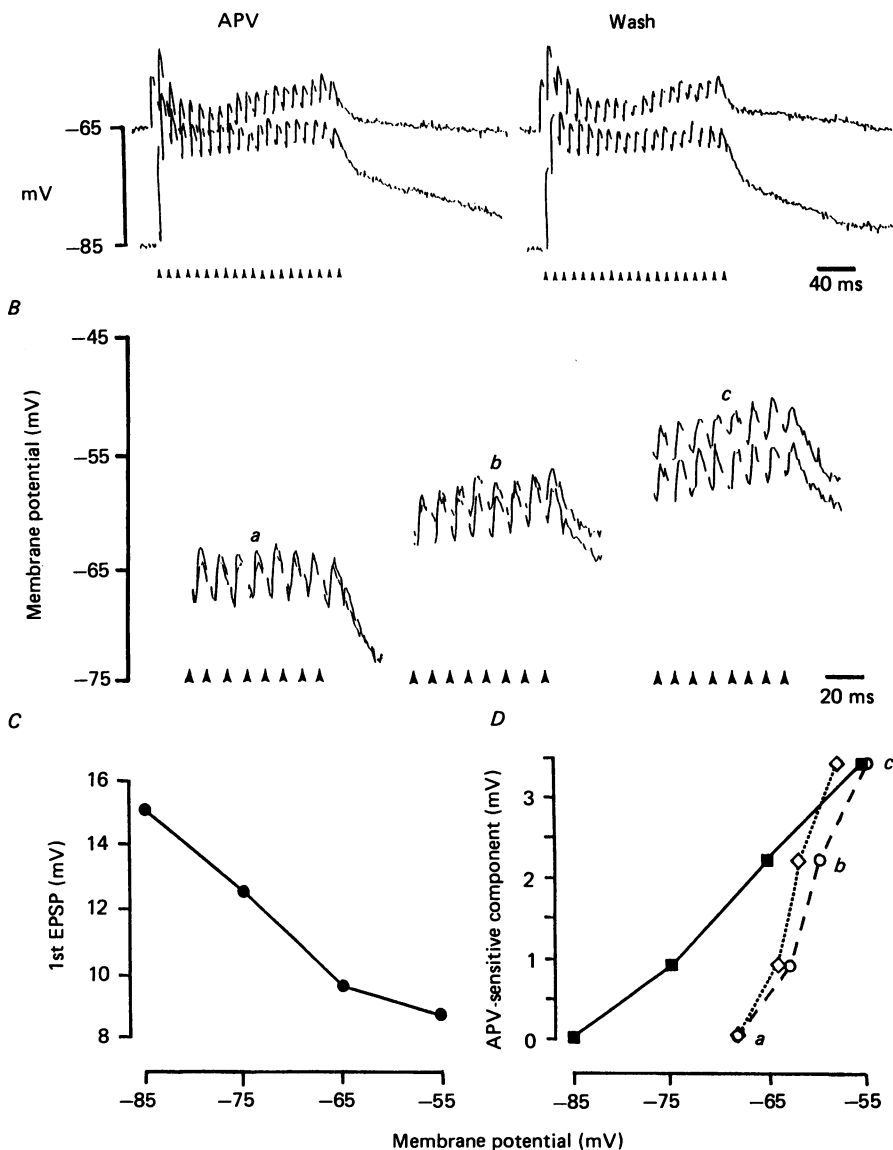 APV
Wash
−65
mV
−85
40 ms
B
−45
−55
−65
−75
Membrane potential (mV)
a
b
c
20 ms
C
16
14
12
10
8
1st EPSP (mV)
−85
−75
−65
−55
D
3
2
1
0
APV-sensitive component (mV)
c
b
a
−85
−75
−65
−55
Membrane potential (mV)